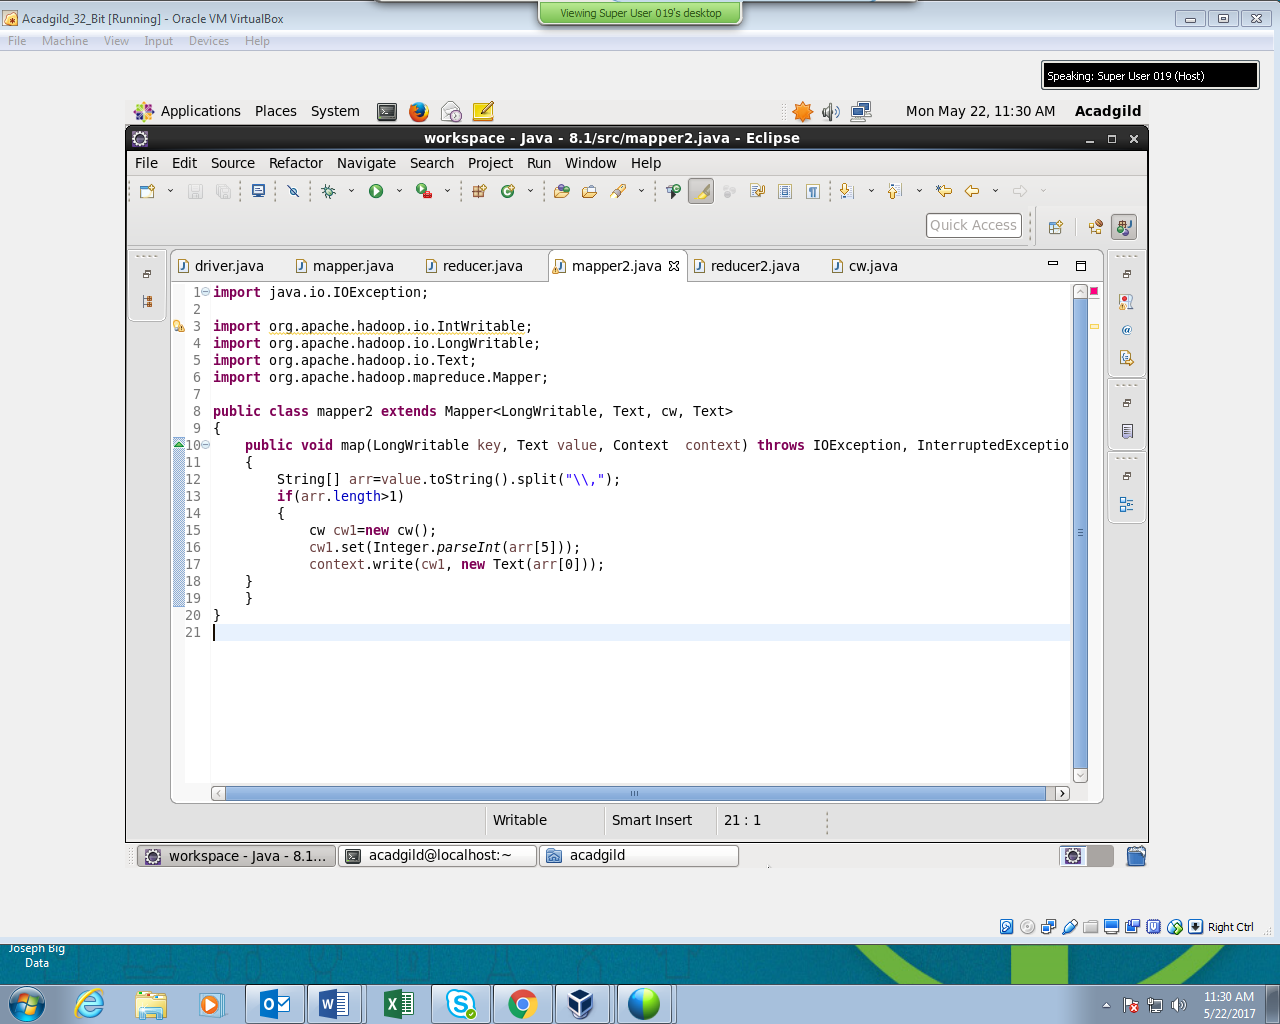 Acadgild_32_Bit [Running] - Oracle VM VirtualBox
Viewing Super User 019's desktop
File Machine View Input Devices Help
Speaking: Super User 019 (Host)
Applications Places System
Mon May 22, 11:30 AM Acadgild
workspace - Java - 8.1/src/mapper2.java - Eclipse
File Edit Source Refactor Navigate Search Project Run Window Help
Quick Access
driver.java mapper.java reducer.java mapper2.java reducer2.java cw.java
1 import java.io.IOException;
2
3 import org.apache.hadoop.io.IntWritable;
4 import org.apache.hadoop.io.LongWritable;
5 import org.apache.hadoop.io.Text;
6 import org.apache.hadoop.mapreduce.Mapper;
7
8 public class mapper2 extends Mapper<LongWritable, Text, cw, Text>
9 {
10 public void map(LongWritable key, Text value, Context  context) throws IOException, InterruptedExceptio
11 {
12 String[] arr=value.toString().split("\\,");
13 if(arr.length>1)
14 {
15 cw cw1=new cw();
16 cw1.set(Integer.parseInt(arr[5]));
17 context.write(cw1, new Text(arr[0]));
18 }
19 }
20 }
21
Writable Smart Insert 21 : 1
workspace - Java - 8.1... acadgild@localhost:~ acadgild
Right Ctrl
Joseph Big
Data
11:30 AM
5/22/2017